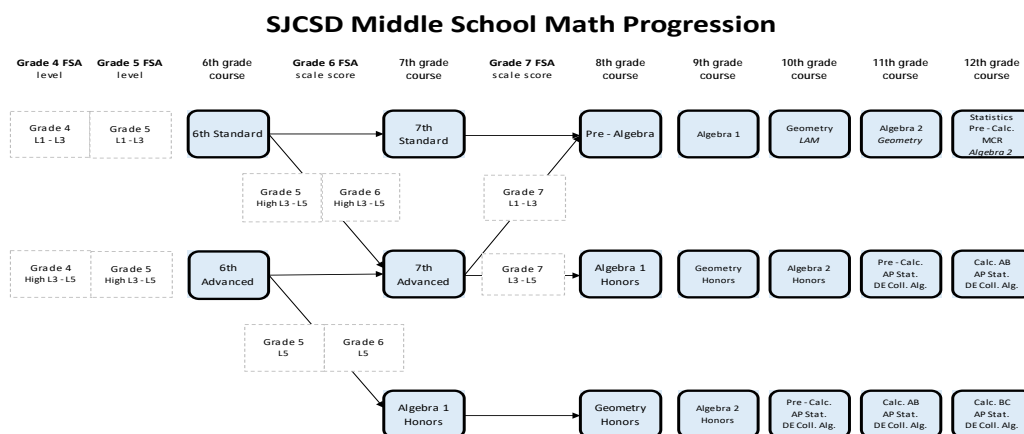 SJCSD Middle School Math Progression
Grade 4 FSA
level
Grade 5 FSA
level
6th grade
course
Grade 6 FSA
scale score
7th grade
course
Grade 7 FSA
scale score
8th grade
course
9th grade
course
10th grade
course
11th grade
course
12th grade
course
Grade 4
L1 - L3
Grade 5
L1 - L3
6th Standard
7th
Standard
Pre - Algebra
Algebra 1
Geometry
LAM
Algebra 2
Geometry
Statistics
Pre - Calc.
MCR
Algebra 2
Grade 5
High L3 - L5
Grade 6
High L3 - L5
Grade 7
L1 - L3
Grade 4
High L3 - L5
Grade 5
High L3 - L5
6th
Advanced
7th
Advanced
Grade 7
L3 - L5
Algebra 1
Honors
Geometry
Honors
Algebra 2
Honors
Pre - Calc.
AP Stat.
DE Coll. Alg.
Calc. AB
AP Stat.
DE Coll. Alg.
Grade 5
L5
Grade 6
L5
Algebra 1
Honors
Geometry
Honors
Algebra 2
Honors
Pre - Calc.
AP Stat.
DE Coll. Alg.
Calc. AB
AP Stat.
DE Coll. Alg.
Calc. BC
AP Stat.
DE Coll. Alg.